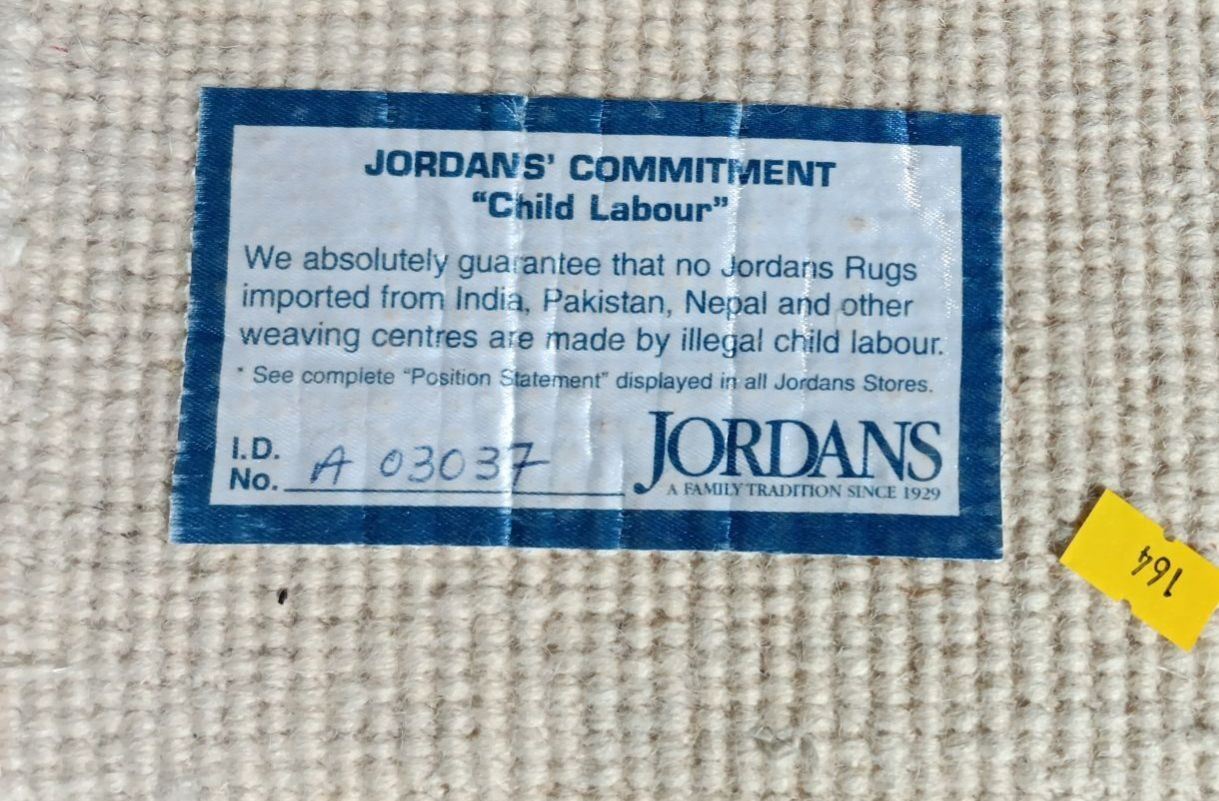 JORDANS' COMMITMENT
“Child Labour”
We absolutely guarantee that no Jordans Rugs
imported from India, Pakistan, Nepal and other
weaving centres are made by illegal child labour.
* See complete “Position Statement” displayed in all Jordans Stores.
I.D.
No. A 03037
JORDANS
A FAMILY TRADITION SINCE 1929
164